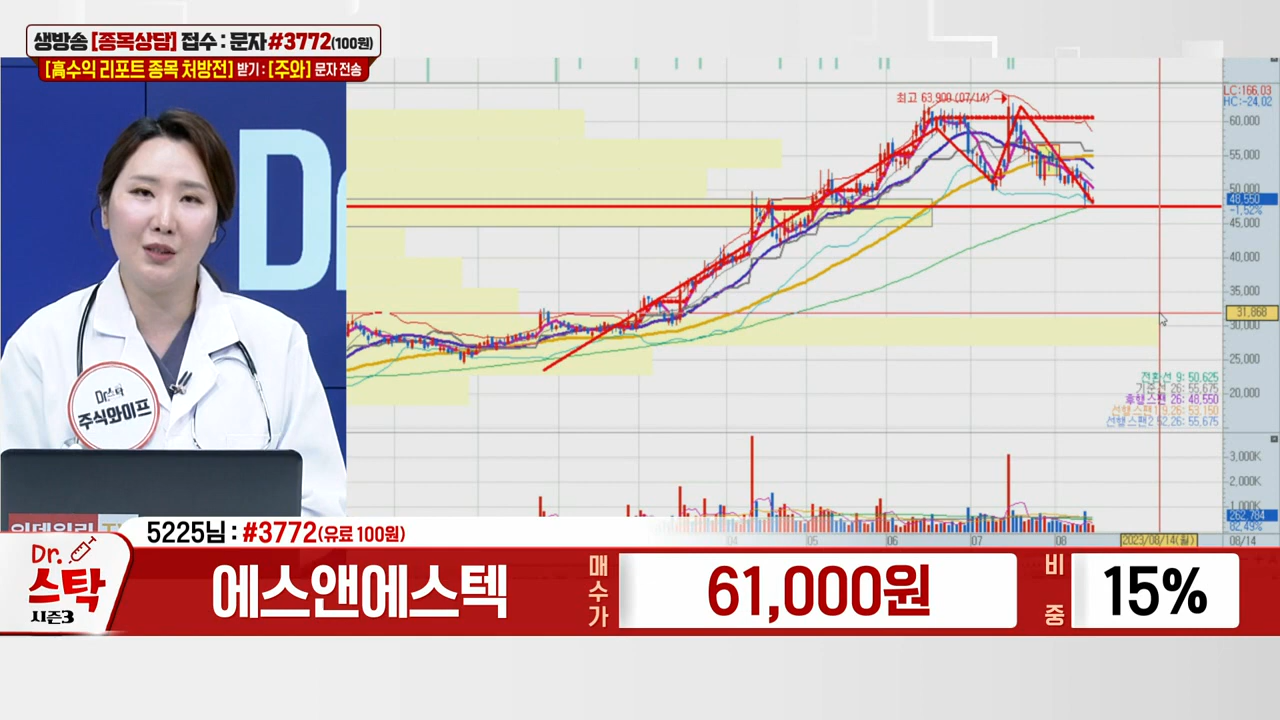 생방송 [종목상담] 접수 : 문자#3772(100원)
[高수익 리포트 종목 처방전] 받기 : [주와] 문자 전송
최고 63,900 (07/14)
LC:166.03
HC:-24.02
60,000
55,000
50,000
48,550
-1.52%
45,000
40,000
35,000
31,868
30,000
25,000
20,000
전환선 9: 50,625
기준선 26: 55,675
후행스팬 26: 48,550
선행스팬1 9,26: 53,150
선행스팬2 52,26: 55,675
3,000K
2,000K
1,000K
262,784
82.49%
04 05 06 07 08 2023/08/14(월) 08/14
Dr.
Dr.스탁
주식와이프
이데일리 TV
5225님 : #3772(유료 100원)
Dr.
스탁
시즌3
에스앤에스텍
매수가
61,000원
비중
15%